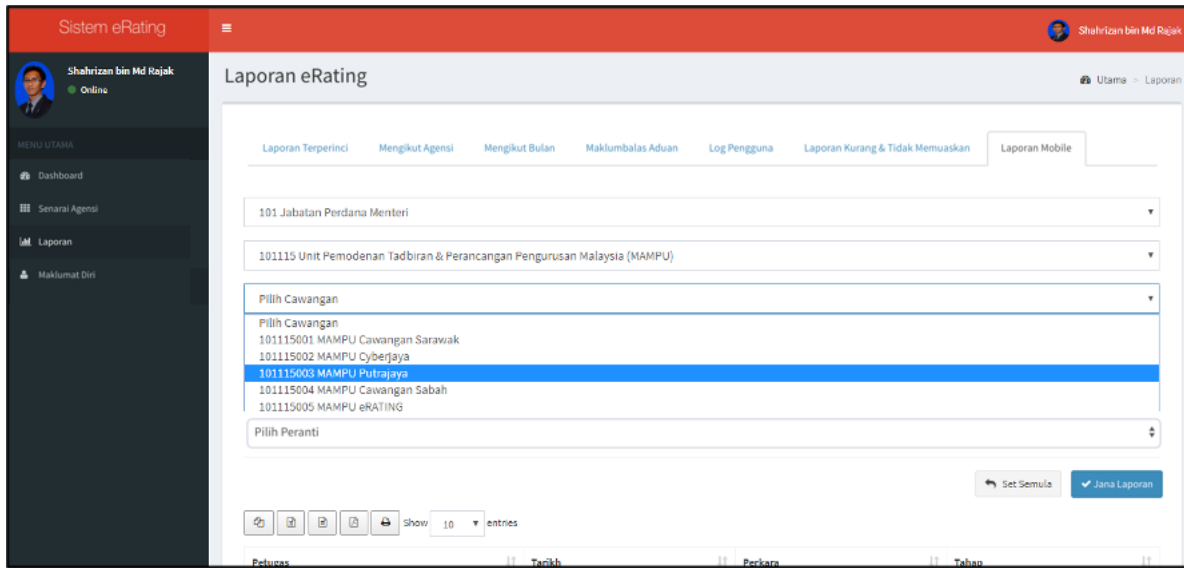 Sistem eRating
Shahrizan bin Md Rajak
Shahrizan bin Md Rajak
Online
Laporan eRating
Utama > Laporan
MENU UTAMA
Dashboard
Senarai Agensi
Laporan
Maklumat Diri
Laporan Terperinci Mengikut Agensi Mengikut Bulan Maklumbalas Aduan Log Pengguna Laporan Kurang & Tidak Memuaskan Laporan Mobile
101 Jabatan Perdana Menteri
101115 Unit Pemodenan Tadbiran & Perancangan Pengurusan Malaysia (MAMPU)
Pilih Cawangan
Pilih Cawangan
101115001 MAMPU Cawangan Sarawak
101115002 MAMPU Cyberjaya
101115003 MAMPU Putrajaya
101115004 MAMPU Cawangan Sabah
101115005 MAMPU eRATING
Pilih Peranti
Set Semula Jana Laporan
Show 10 entries
Petugas Tarikh Perkara Tahap